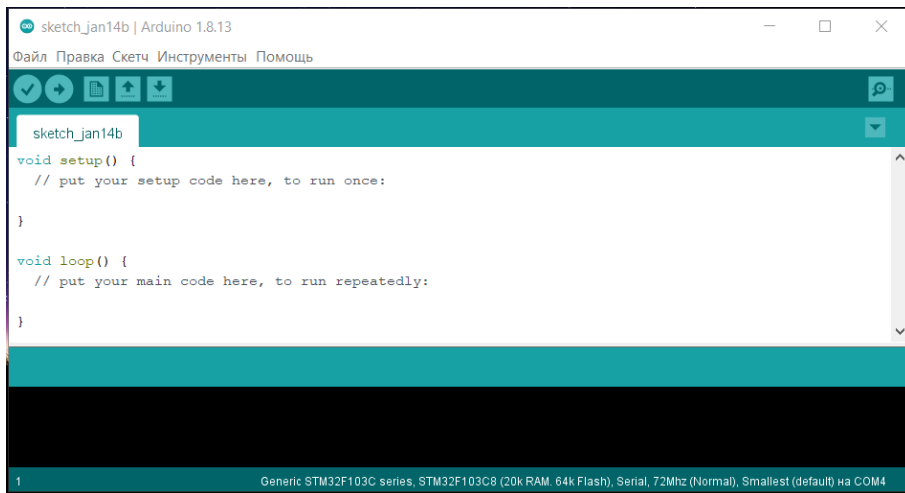 sketch_jan14b | Arduino 1.8.13
Файл Правка Скетч Инструменты Помощь
sketch_jan14b
void setup() {
  // put your setup code here, to run once:
}
void loop() {
  // put your main code here, to run repeatedly:
}
1 Generic STM32F103C series, STM32F103C8 (20k RAM. 64k Flash), Serial, 72Mhz (Normal), Smallest (default) на COM4